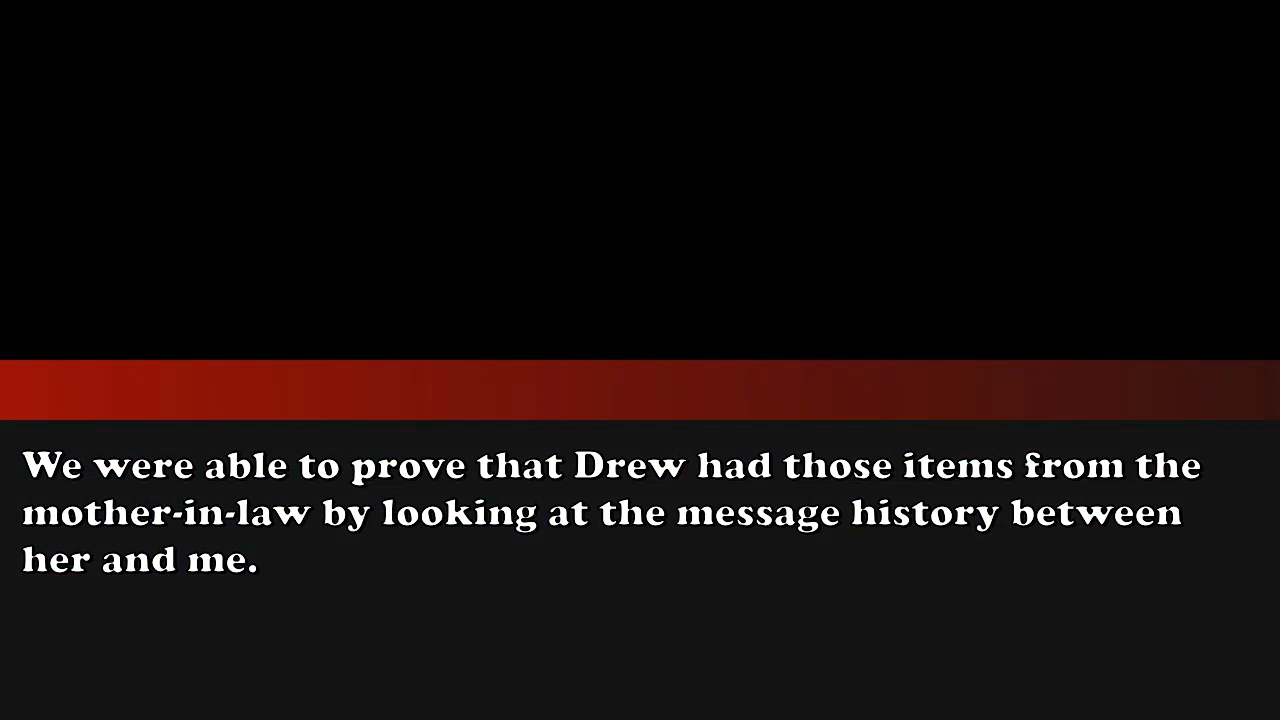 We were able to prove that Drew had those items from the
mother-in-law by looking at the message history between
her and me.